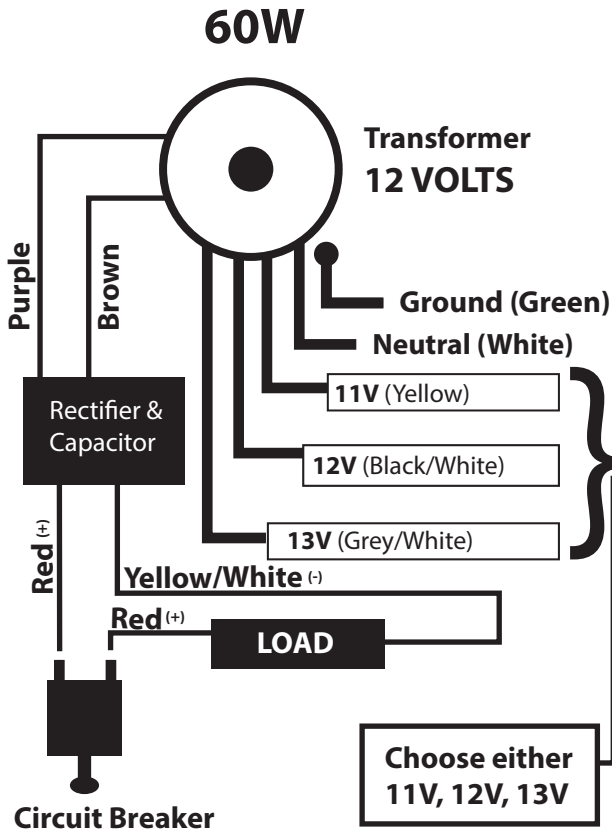 60W
Transformer
12 VOLTS
Purple
Brown
Ground (Green)
Neutral (White)
11V (Yellow)
12V (Black/White)
13V (Grey/White)
Rectifier &
Capacitor
Red (+)
Yellow/White (-)
Red (+)
LOAD
Choose either
11V, 12V, 13V
Circuit Breaker